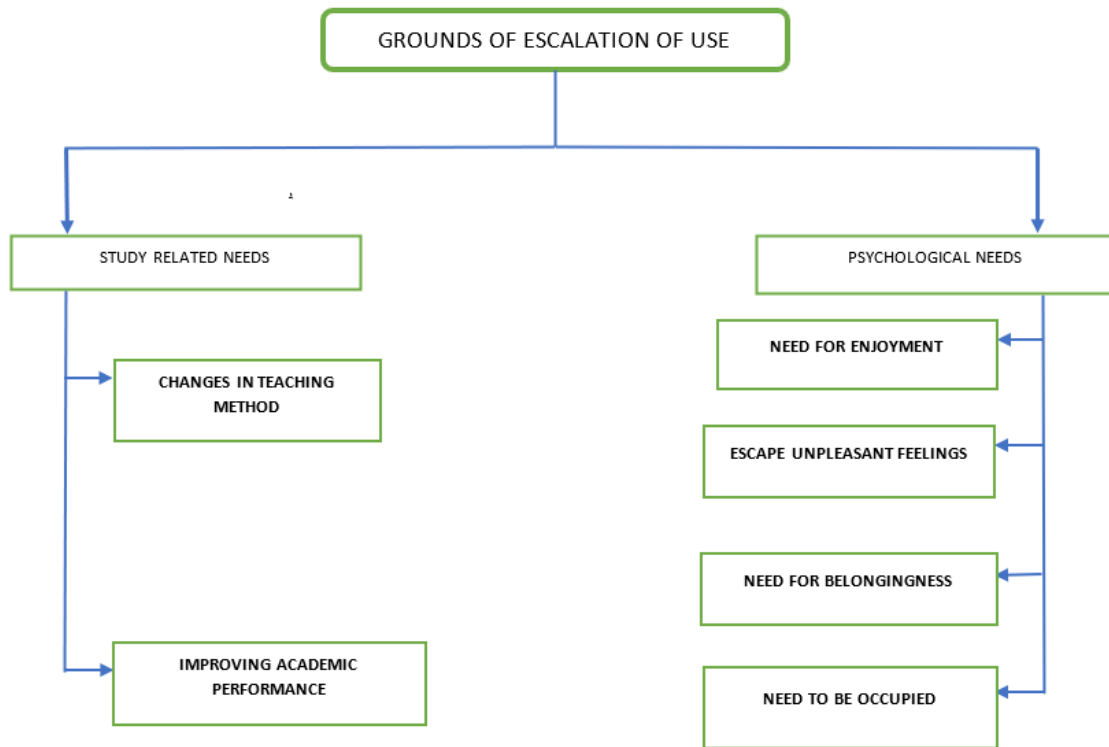 GROUNDS OF ESCALATION OF USE
STUDY RELATED NEEDS
CHANGES IN TEACHING
METHOD
IMPROVING ACADEMIC
PERFORMANCE
PSYCHOLOGICAL NEEDS
NEED FOR ENJOYMENT
ESCAPE UNPLEASANT FEELINGS
NEED FOR BELONGINGNESS
NEED TO BE OCCUPIED